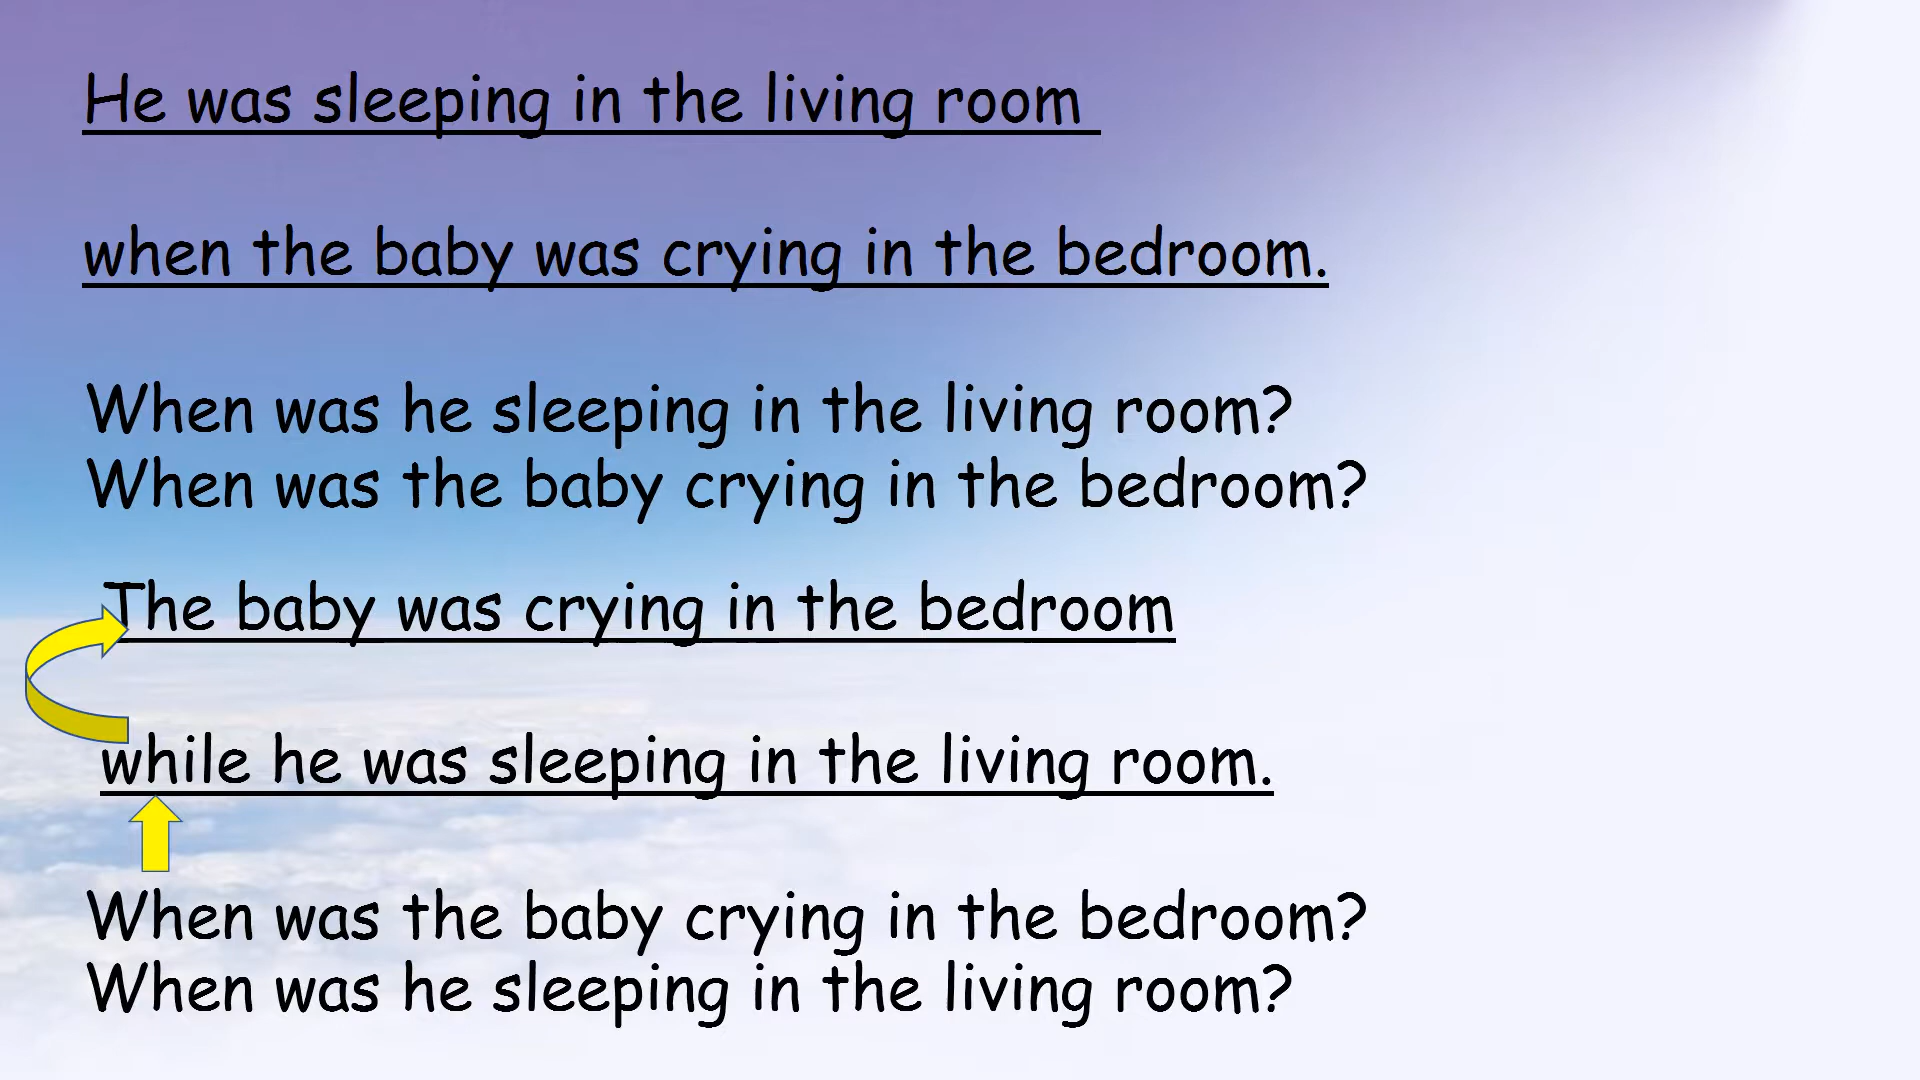 He was sleeping in the living room
when the baby was crying in the bedroom.
When was he sleeping in the living room?
When was the baby crying in the bedroom?
The baby was crying in the bedroom
while he was sleeping in the living room.
When was the baby crying in the bedroom?
When was he sleeping in the living room?